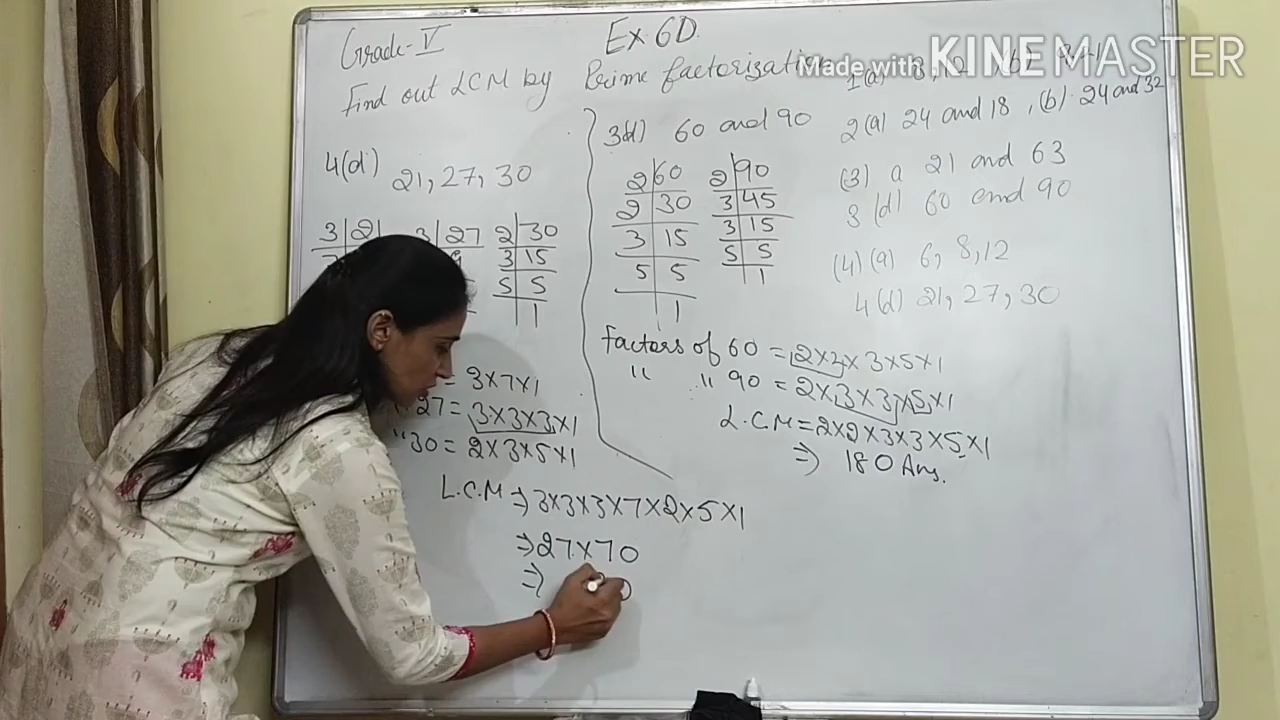 Grade-V
Ex.6D.
Find out LCM by Prime factorization
Made with KINEMASTER
1(a) 8,12 (b)
2(a) 24 and 18, (b). 24 and 32
(3) a 21 and 63
3(d) 60 and 90
(4)(a) 6, 8,12
4(d) 21, 27, 30
4(d) 21, 27, 30
3 | 21
3 | 27
9
2 | 30
3 | 15
5 | 5
1
3(d) 60 and 90
2 | 60
2 | 30
3 | 15
5 | 5
1
2 | 90
3 | 45
3 | 15
5 | 5
1
= 3×7×1
" 27 = 3×3×3×1
" 30 = 2×3×5×1
L.C.M ⇒ 3×3×3×7×2×5×1
⇒ 27×70
⇒ 0
Factors of 60 = 2×2×3×5×1
" " 90 = 2×3×3×5×1
L.C.M = 2×2×3×3×5×1
⇒ 180 Ans.